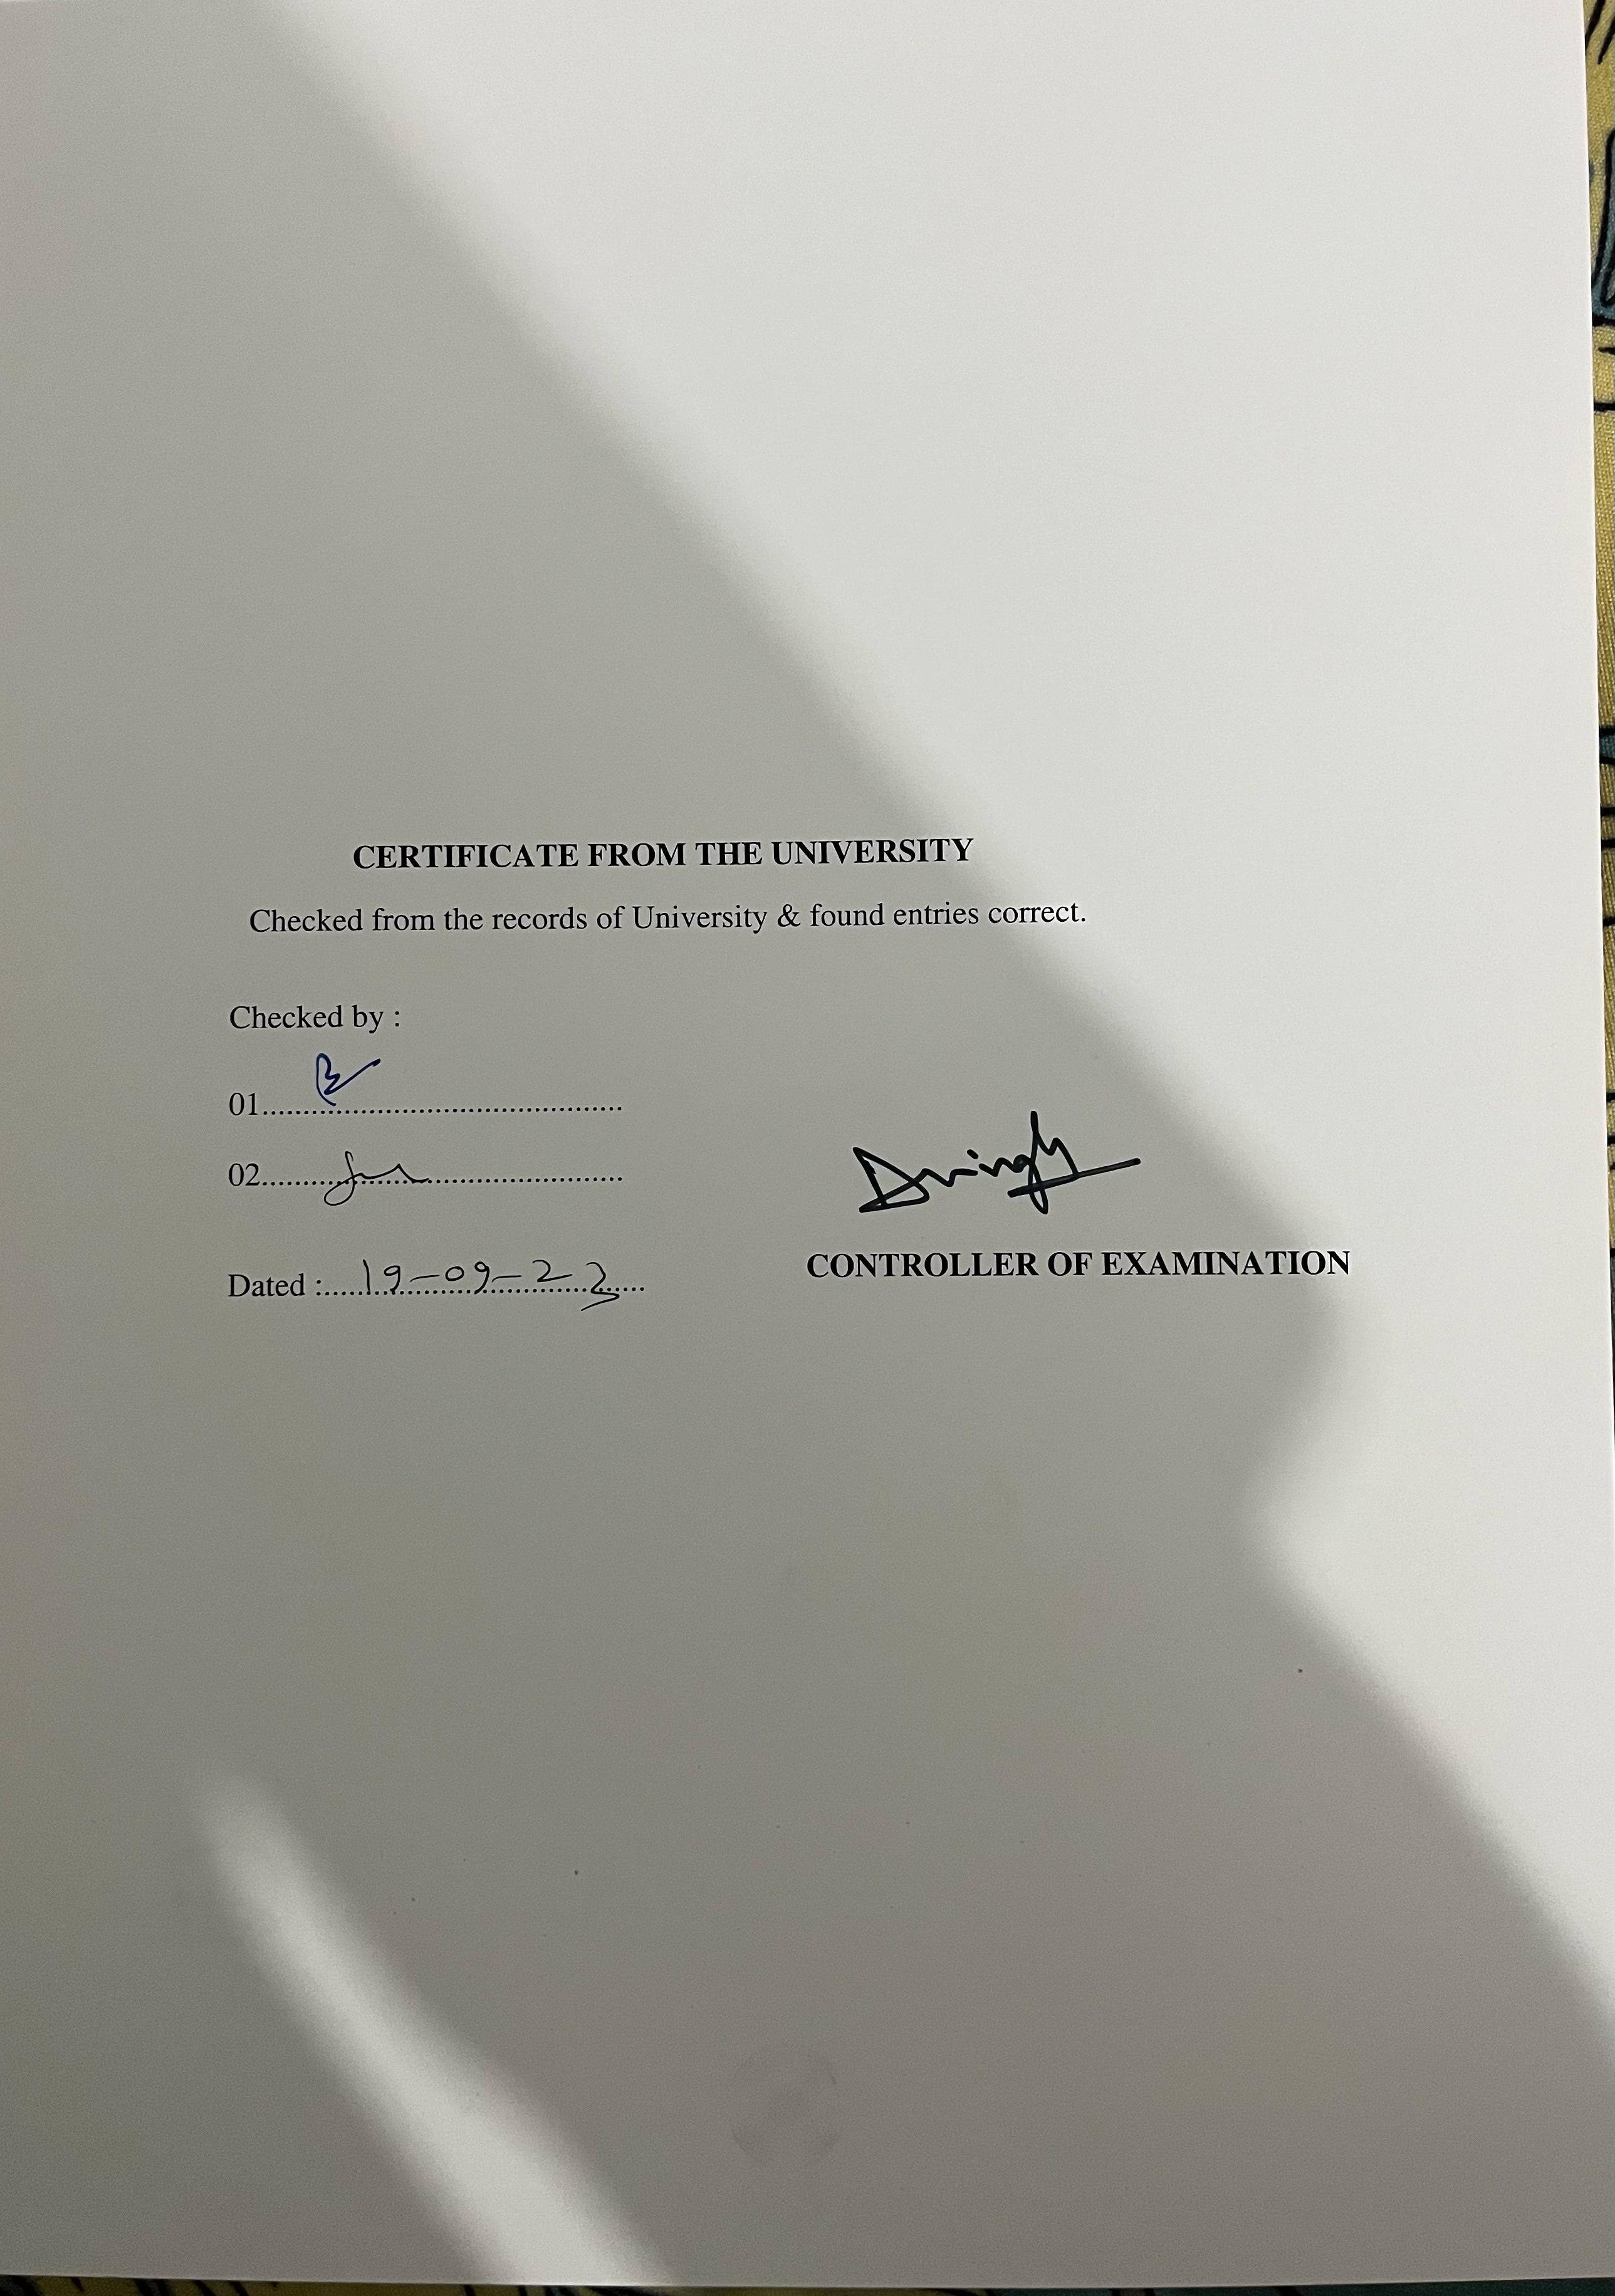 CERTIFICATE FROM THE UNIVERSITY
Checked from the records of University & found entries correct.
Checked by :
01..............................................
02..............................................
Dated :....19-09-23....
CONTROLLER OF EXAMINATION